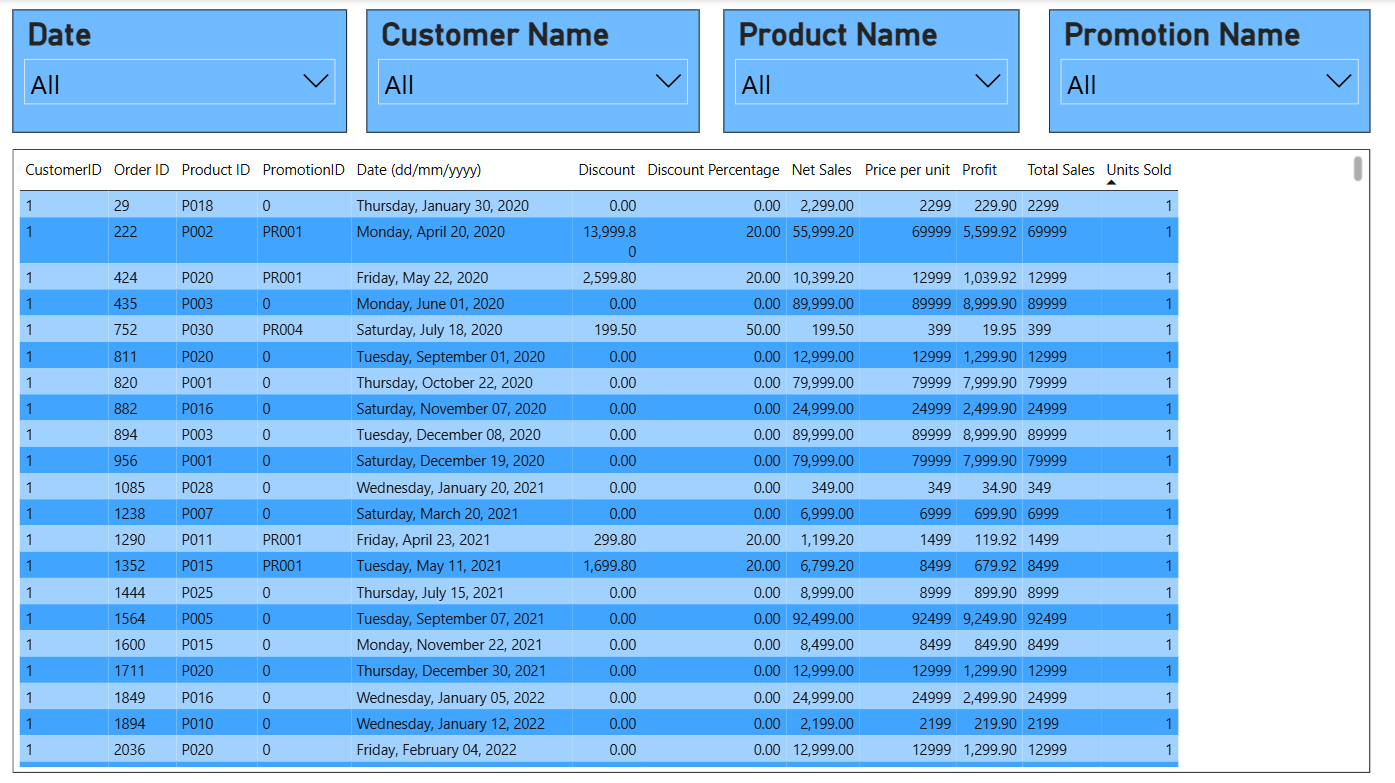 Date Customer Name Product Name Promotion Name
All All All All
CustomerID Order ID Product ID PromotionID Date (dd/mm/yyyy) Discount Discount Percentage Net Sales Price per unit Profit Total Sales Units Sold
1 29 P018 0 Thursday, January 30, 2020 0.00 0.00 2,299.00 2299 229.90 2299 1
1 222 P002 PR001 Monday, April 20, 2020 13,999.8 20.00 55,999.20 69999 5,599.92 69999 1
0
1 424 P020 PR001 Friday, May 22, 2020 2,599.80 20.00 10,399.20 12999 1,039.92 12999 1
1 435 P003 0 Monday, June 01, 2020 0.00 0.00 89,999.00 89999 8,999.90 89999 1
1 752 P030 PR004 Saturday, July 18, 2020 199.50 50.00 199.50 399 19.95 399 1
1 811 P020 0 Tuesday, September 01, 2020 0.00 0.00 12,999.00 12999 1,299.90 12999 1
1 820 P001 0 Thursday, October 22, 2020 0.00 0.00 79,999.00 79999 7,999.90 79999 1
1 882 P016 0 Saturday, November 07, 2020 0.00 0.00 24,999.00 24999 2,499.90 24999 1
1 894 P003 0 Tuesday, December 08, 2020 0.00 0.00 89,999.00 89999 8,999.90 89999 1
1 956 P001 0 Saturday, December 19, 2020 0.00 0.00 79,999.00 79999 7,999.90 79999 1
1 1085 P028 0 Wednesday, January 20, 2021 0.00 0.00 349.00 349 34.90 349 1
1 1238 P007 0 Saturday, March 20, 2021 0.00 0.00 6,999.00 6999 699.90 6999 1
1 1290 P011 PR001 Friday, April 23, 2021 299.80 20.00 1,199.20 1499 119.92 1499 1
1 1352 P015 PR001 Tuesday, May 11, 2021 1,699.80 20.00 6,799.20 8499 679.92 8499 1
1 1444 P025 0 Thursday, July 15, 2021 0.00 0.00 8,999.00 8999 899.90 8999 1
1 1564 P005 0 Tuesday, September 07, 2021 0.00 0.00 92,499.00 92499 9,249.90 92499 1
1 1600 P015 0 Monday, November 22, 2021 0.00 0.00 8,499.00 8499 849.90 8499 1
1 1711 P020 0 Thursday, December 30, 2021 0.00 0.00 12,999.00 12999 1,299.90 12999 1
1 1849 P016 0 Wednesday, January 05, 2022 0.00 0.00 24,999.00 24999 2,499.90 24999 1
1 1894 P010 0 Wednesday, January 12, 2022 0.00 0.00 2,199.00 2199 219.90 2199 1
1 2036 P020 0 Friday, February 04, 2022 0.00 0.00 12,999.00 12999 1,299.90 12999 1